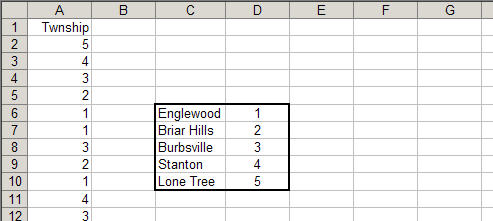 A B C D E F G
1 Twnship
2 5
3 4
4 3
5 2
6 1 Englewood 1
7 1 Briar Hills 2
8 3 Burbsville 3
9 2 Stanton 4
10 1 Lone Tree 5
11 4
12 3